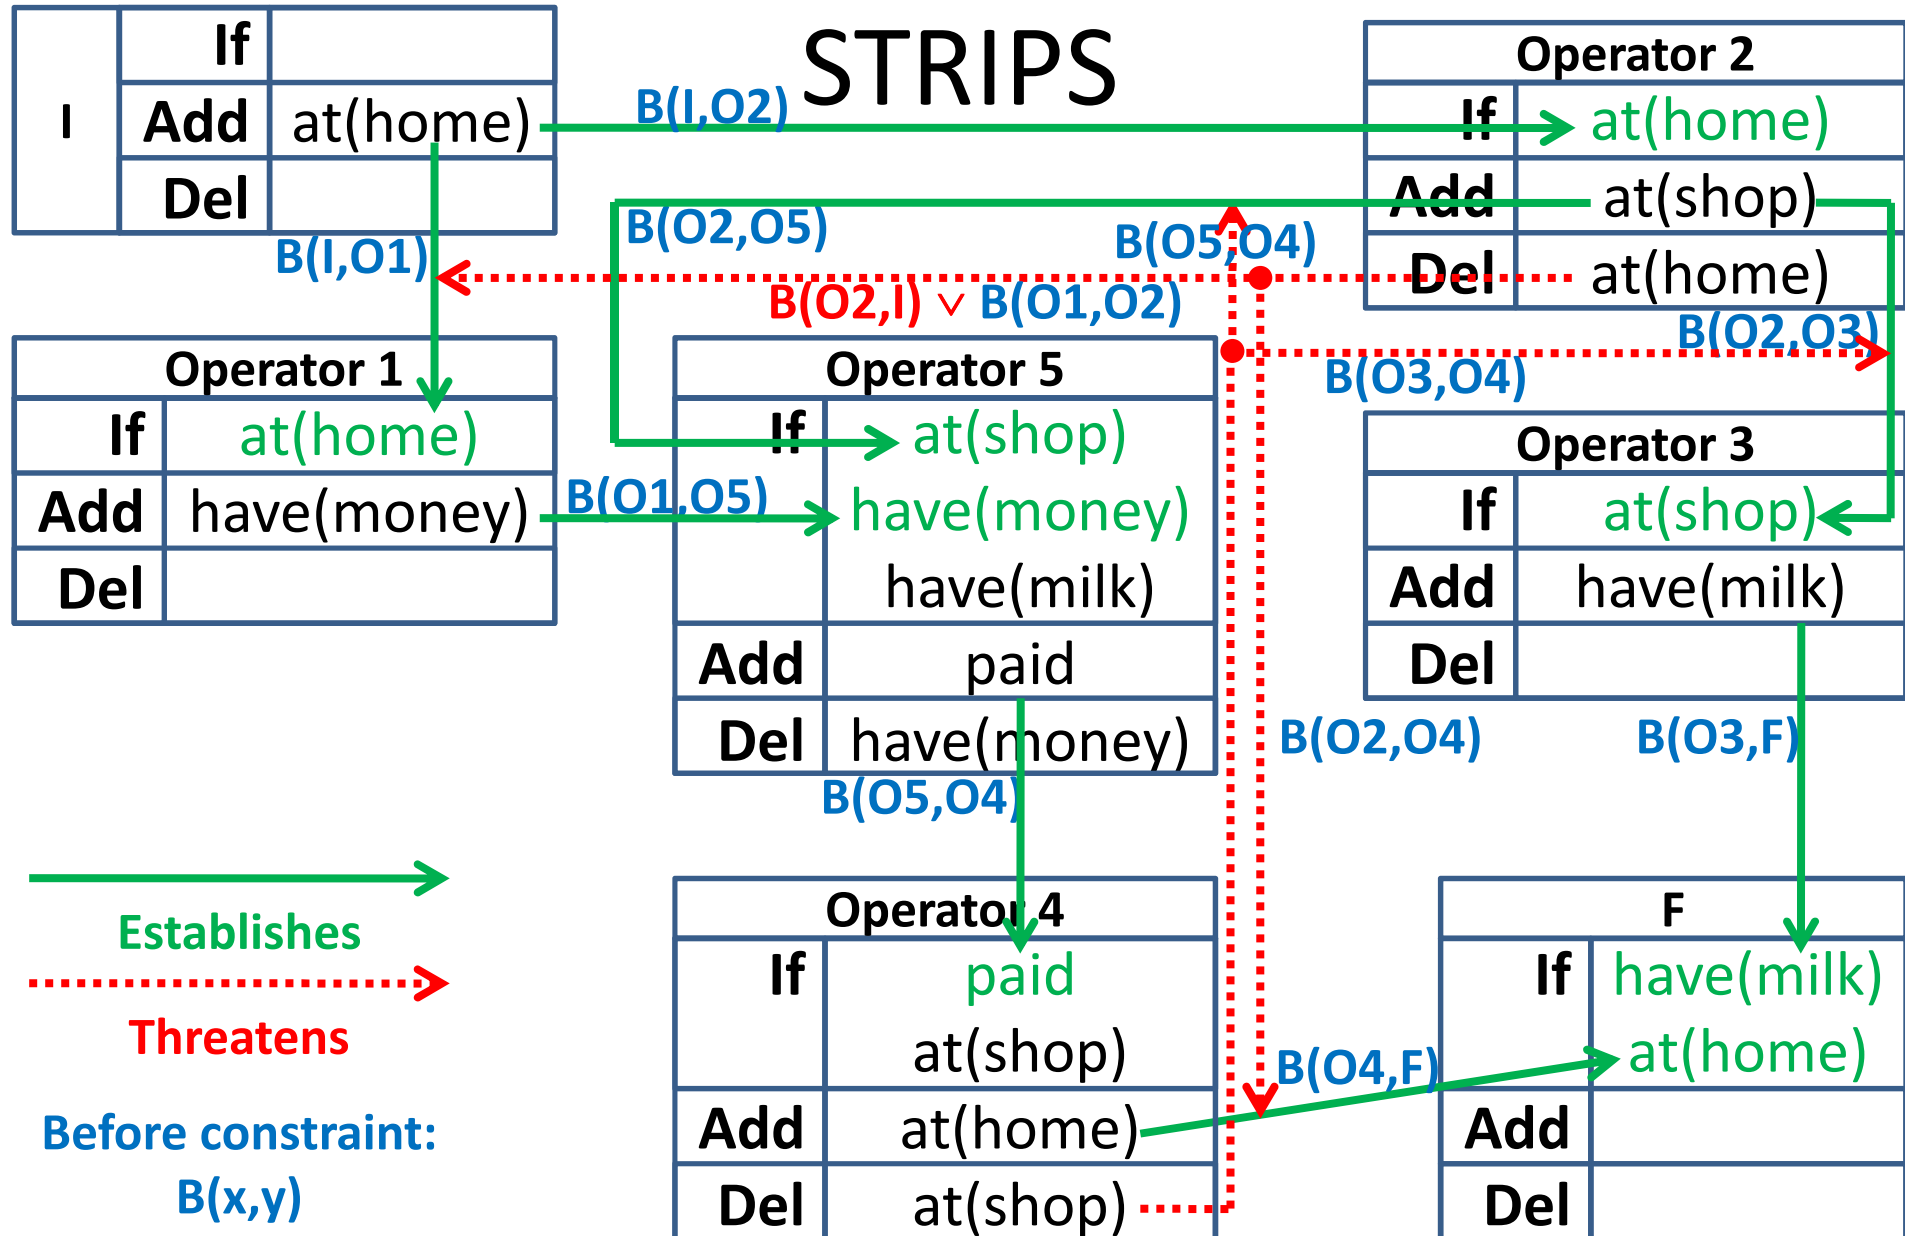 STRIPS
I
If
Add at(home)
Del
B(I,O2)
B(I,O1)
Operator 2
If at(home)
Add at(shop)
Del at(home)
B(O2,O5)
B(O5,O4)
B(O2,I) ∨ B(O1,O2)
B(O2,O3)
B(O3,O4)
Operator 1
If at(home)
Add have(money)
Del
B(O1,O5)
Operator 5
If at(shop)
have(money)
have(milk)
Add paid
Del have(money)
B(O5,O4)
Operator 3
If at(shop)
Add have(milk)
Del
B(O2,O4)
B(O3,F)
Establishes
Threatens
Before constraint:
B(x,y)
Operator 4
If paid
at(shop)
Add at(home)
Del at(shop)
B(O4,F)
F
If have(milk)
at(home)
Add
Del